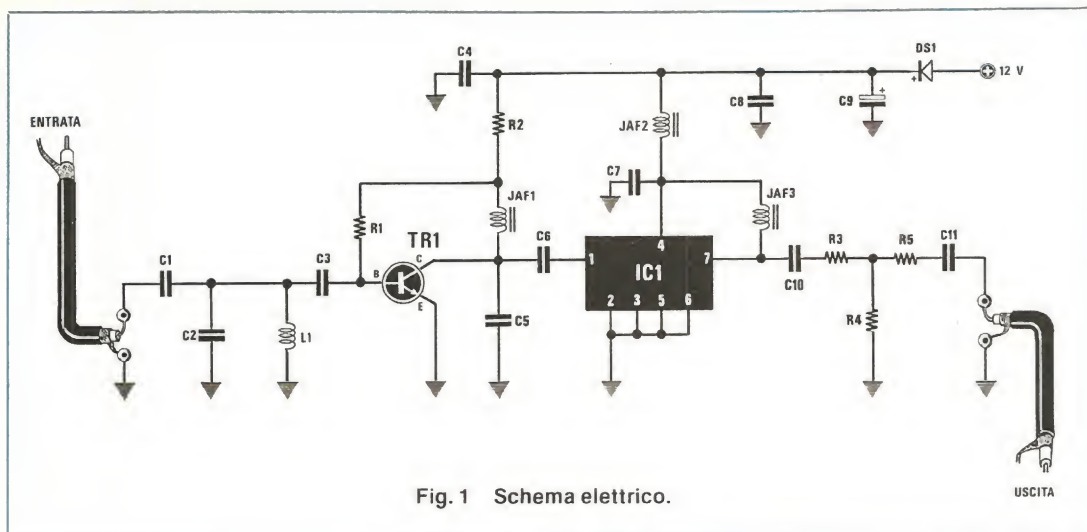 C4
DS1
+ 12 V
ENTRATA
R2
C8
C9
+
JAF2
C7
JAF1
JAF3
R1
TR1
C6
4
C1
C3
B
C
E
1
IC1
7
C10
R3
R5
C11
C2
L1
C5
2 3 5 6
R4
Fig. 1 Schema elettrico.
USCITA